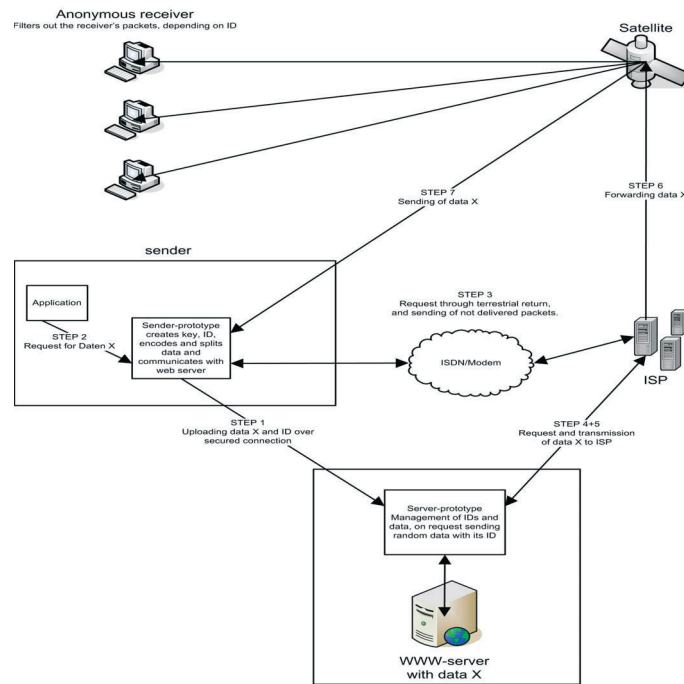 Anonymous receiver
Filters out the receiver's packets, depending on ID
Satellite
STEP 7
Sending of data X
STEP 6
Forwarding data X
sender
Application
STEP 2
Request for Daten X
Sender-prototype
creates key, ID,
encodes and splits
data and
communicates with
web server
STEP 3
Request through terrestrial return,
and sending of not delivered packets.
ISDN/Modem
ISP
STEP 1
Uploading data X and ID over
secured connection
STEP 4+5
Request and transmission
of data X to ISP
Server-prototype
Management of IDs and
data, on request sending
random data with its ID
WWW-server
with data X